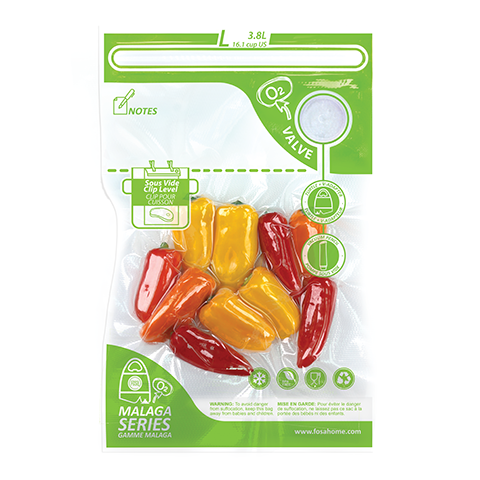 L 3.8L
16.1 cup US
O2
VALVE
NOTES
Sous Vide
Clip Level
CLIP POUR
CUISSON
O2
MALAGA
SERIES
GAMME MALAGA
WARNING: To avoid danger
from suffocation, keep this bag
away from babies and children.
MISE EN GARDE: Pour éviter le danger
de suffocation, ne laissez pas ce sac à la
portée des bébés ni des enfants.
www.fosahome.com